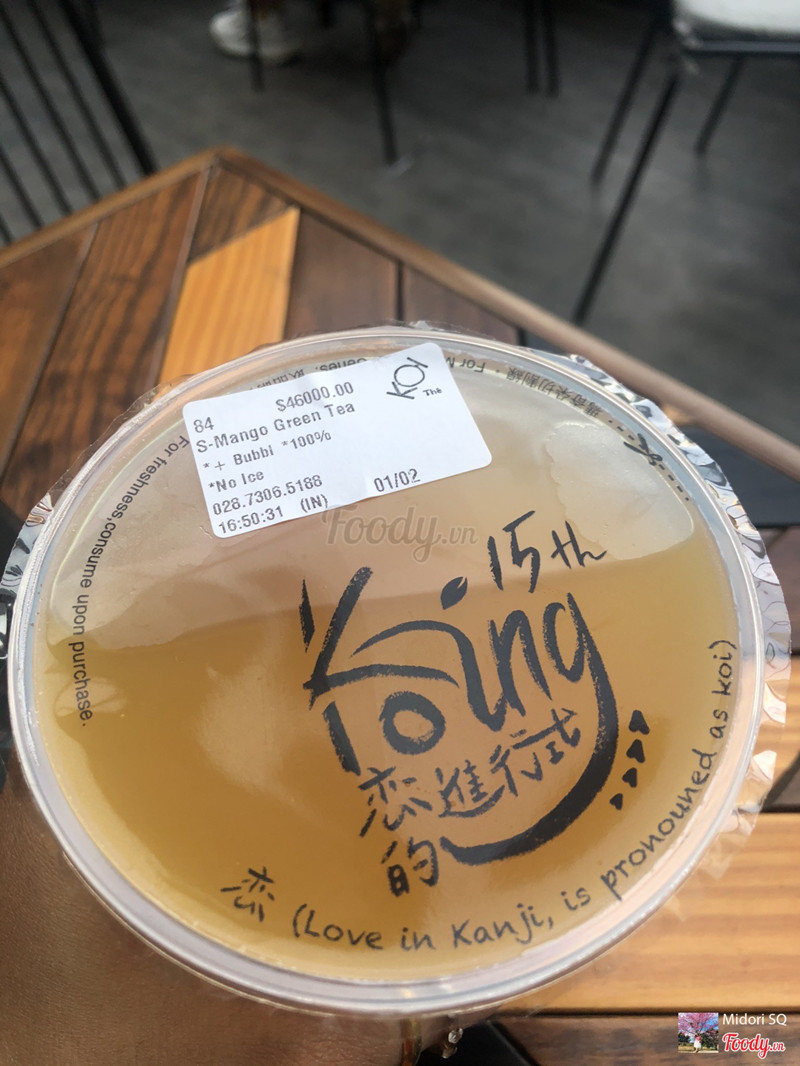 84 $46000.00
S-Mango Green Tea
*+ Bubbl *100%
*No Ice
028.7306.5188 01/02
16:50:31 (IN)
KOI
Thé
For freshness,consume upon purchase.
Foody.vn
15th
Koing
恋進行式
的
恋 (Love in Kanji, is pronounced as koi)
Midori SQ
Foody.vn